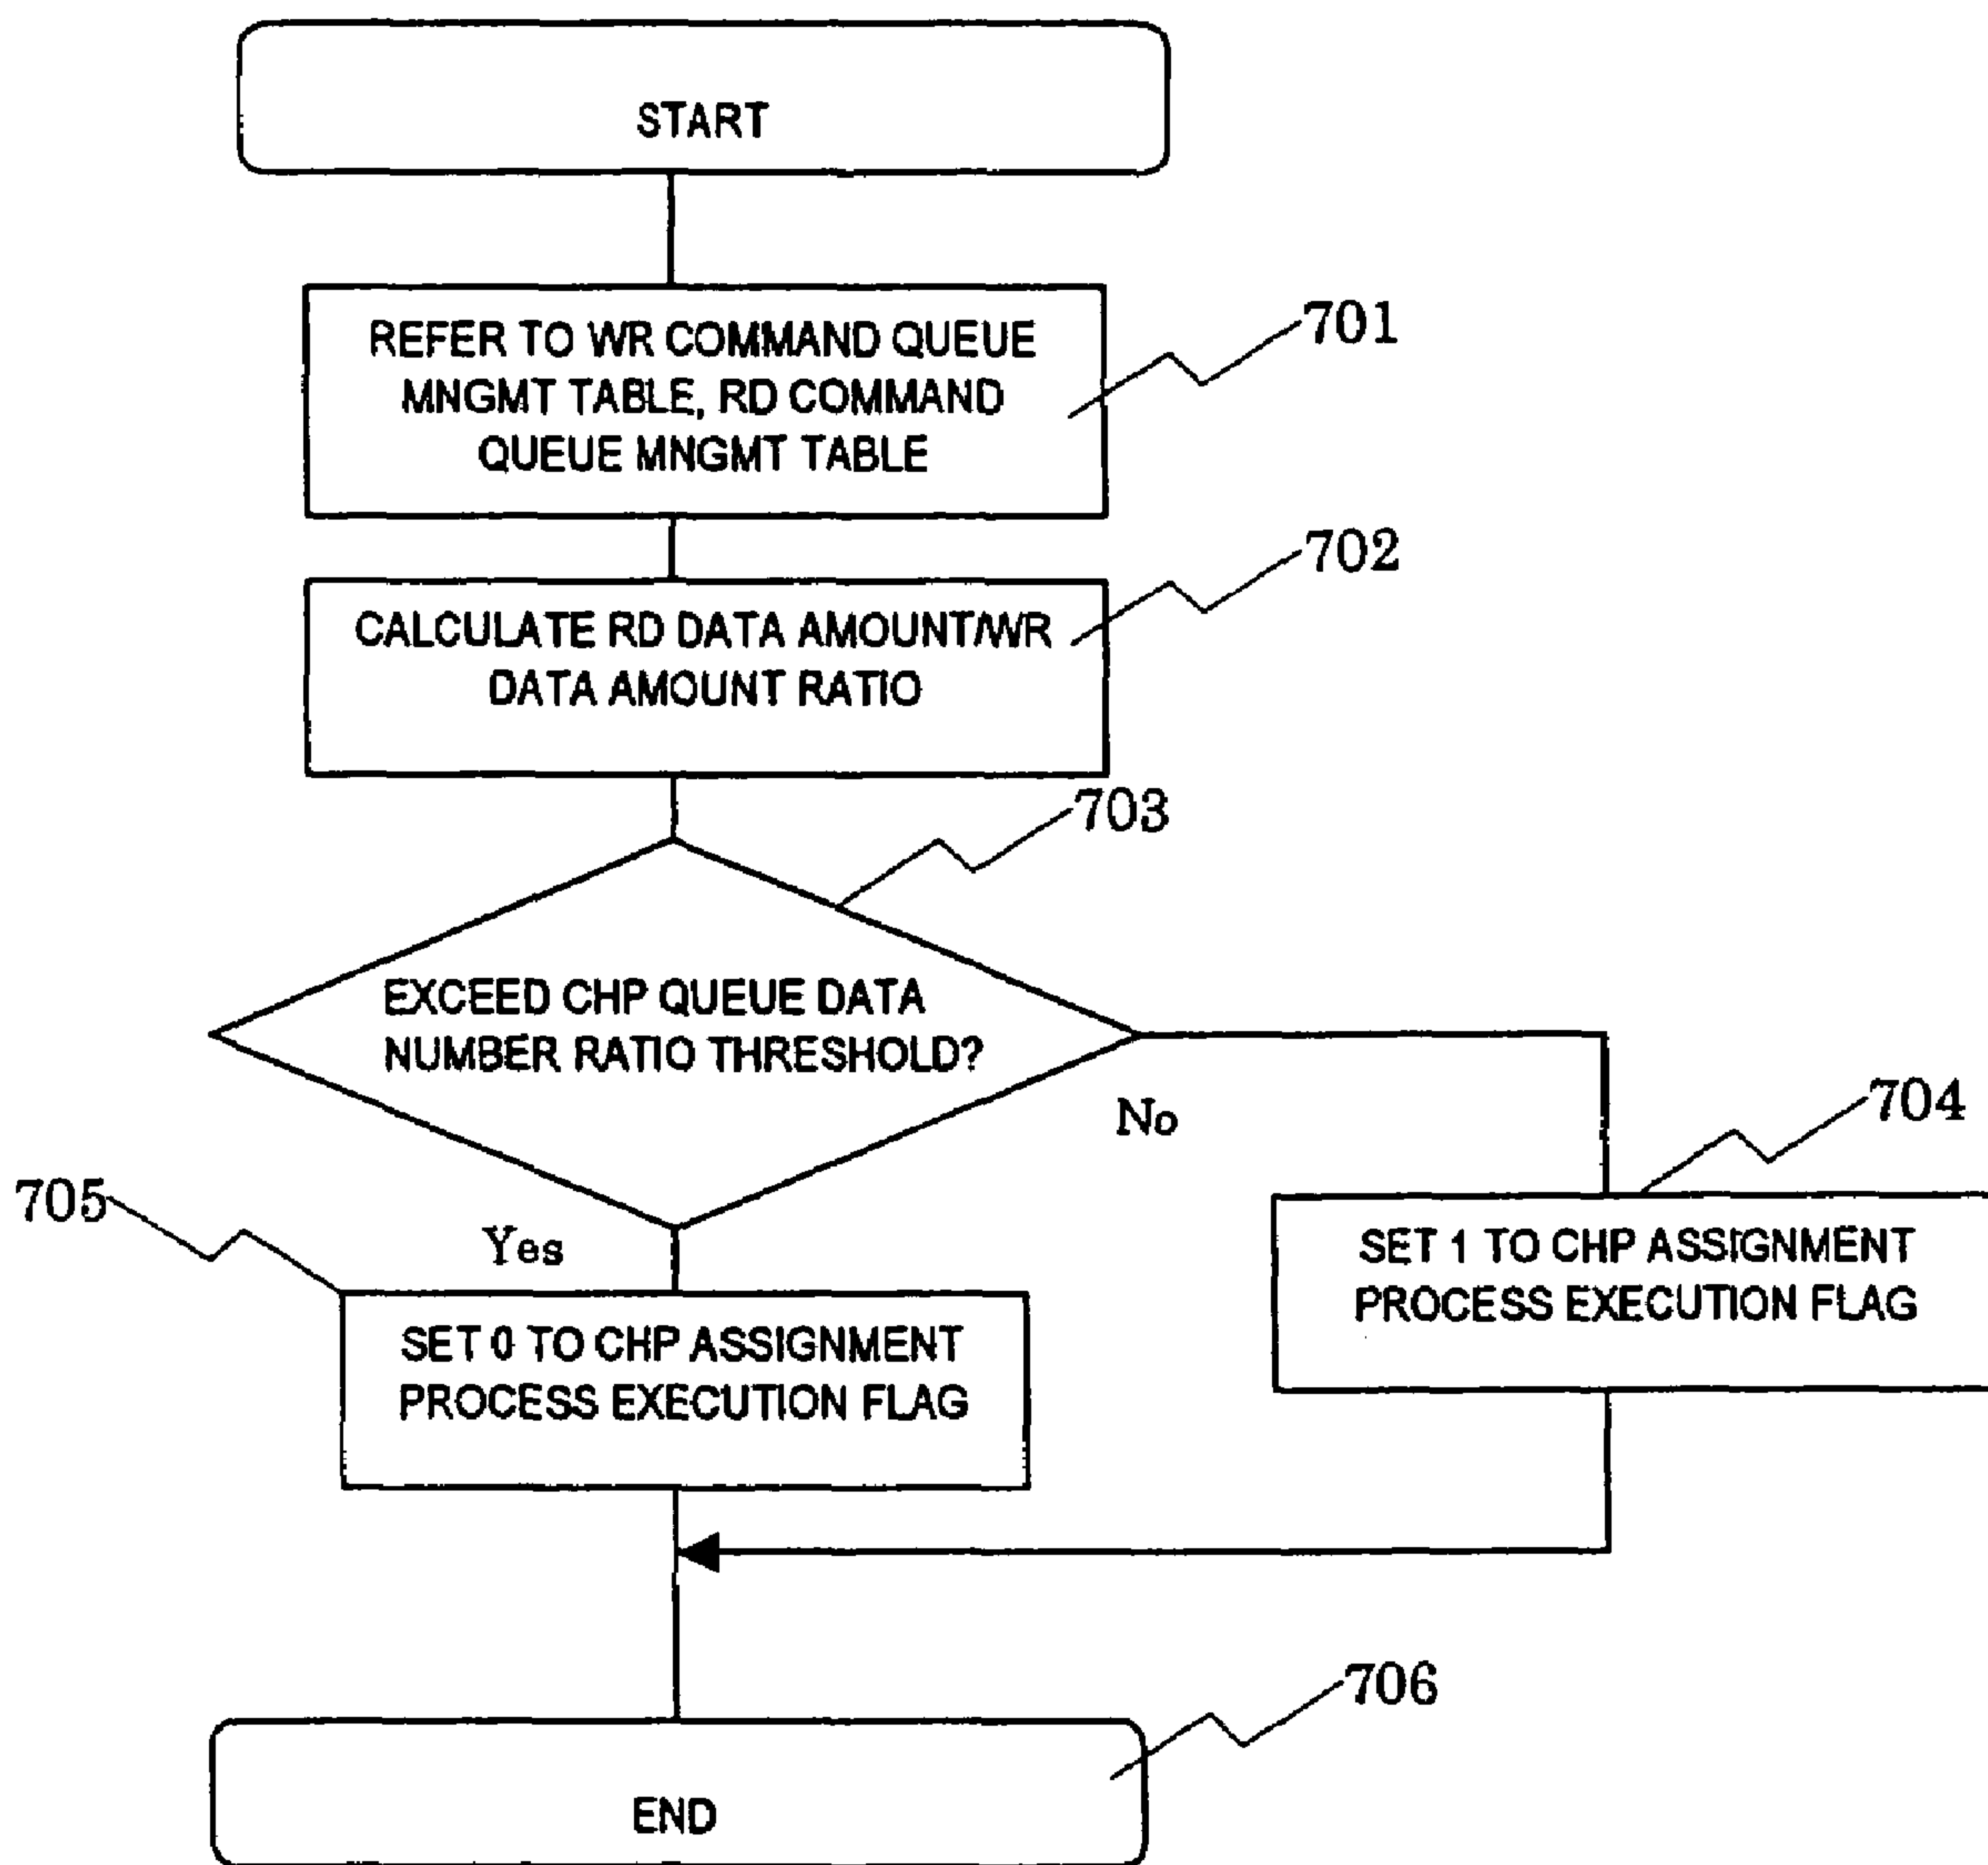 START
REFER TO WR COMMAND QUEUE
MNGMT TABLE, RD COMMAND
QUEUE MNGMT TABLE
701
CALCULATE RD DATA AMOUNT/WR
DATA AMOUNT RATIO
702
703
EXCEED CHP QUEUE DATA
NUMBER RATIO THRESHOLD?
No
704
705
Yes
SET 1 TO CHP ASSIGNMENT
PROCESS EXECUTION FLAG
SET 0 TO CHP ASSIGNMENT
PROCESS EXECUTION FLAG
706
END